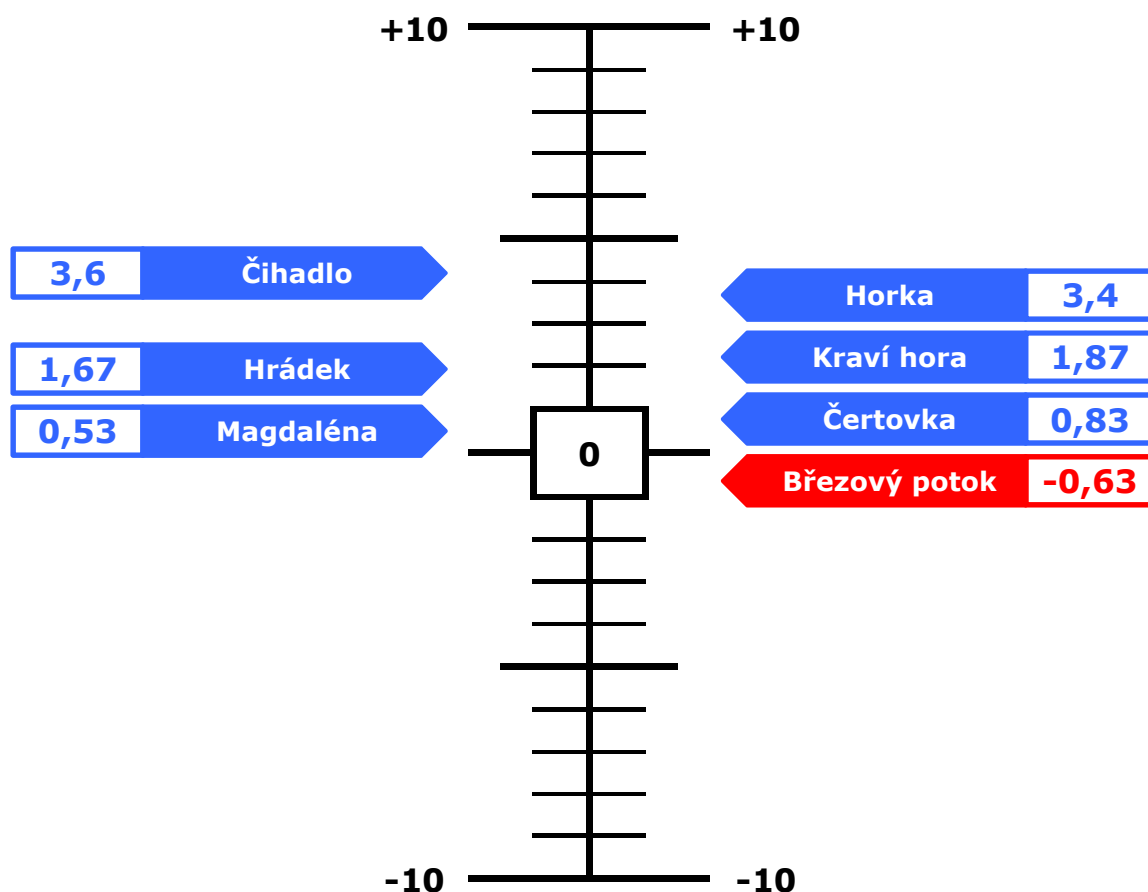 +10 +10
3,6 Čihadlo
Horka 3,4
1,67 Hrádek
Kraví hora 1,87
0,53 Magdaléna
Čertovka 0,83
0
Březový potok -0,63
-10 -10